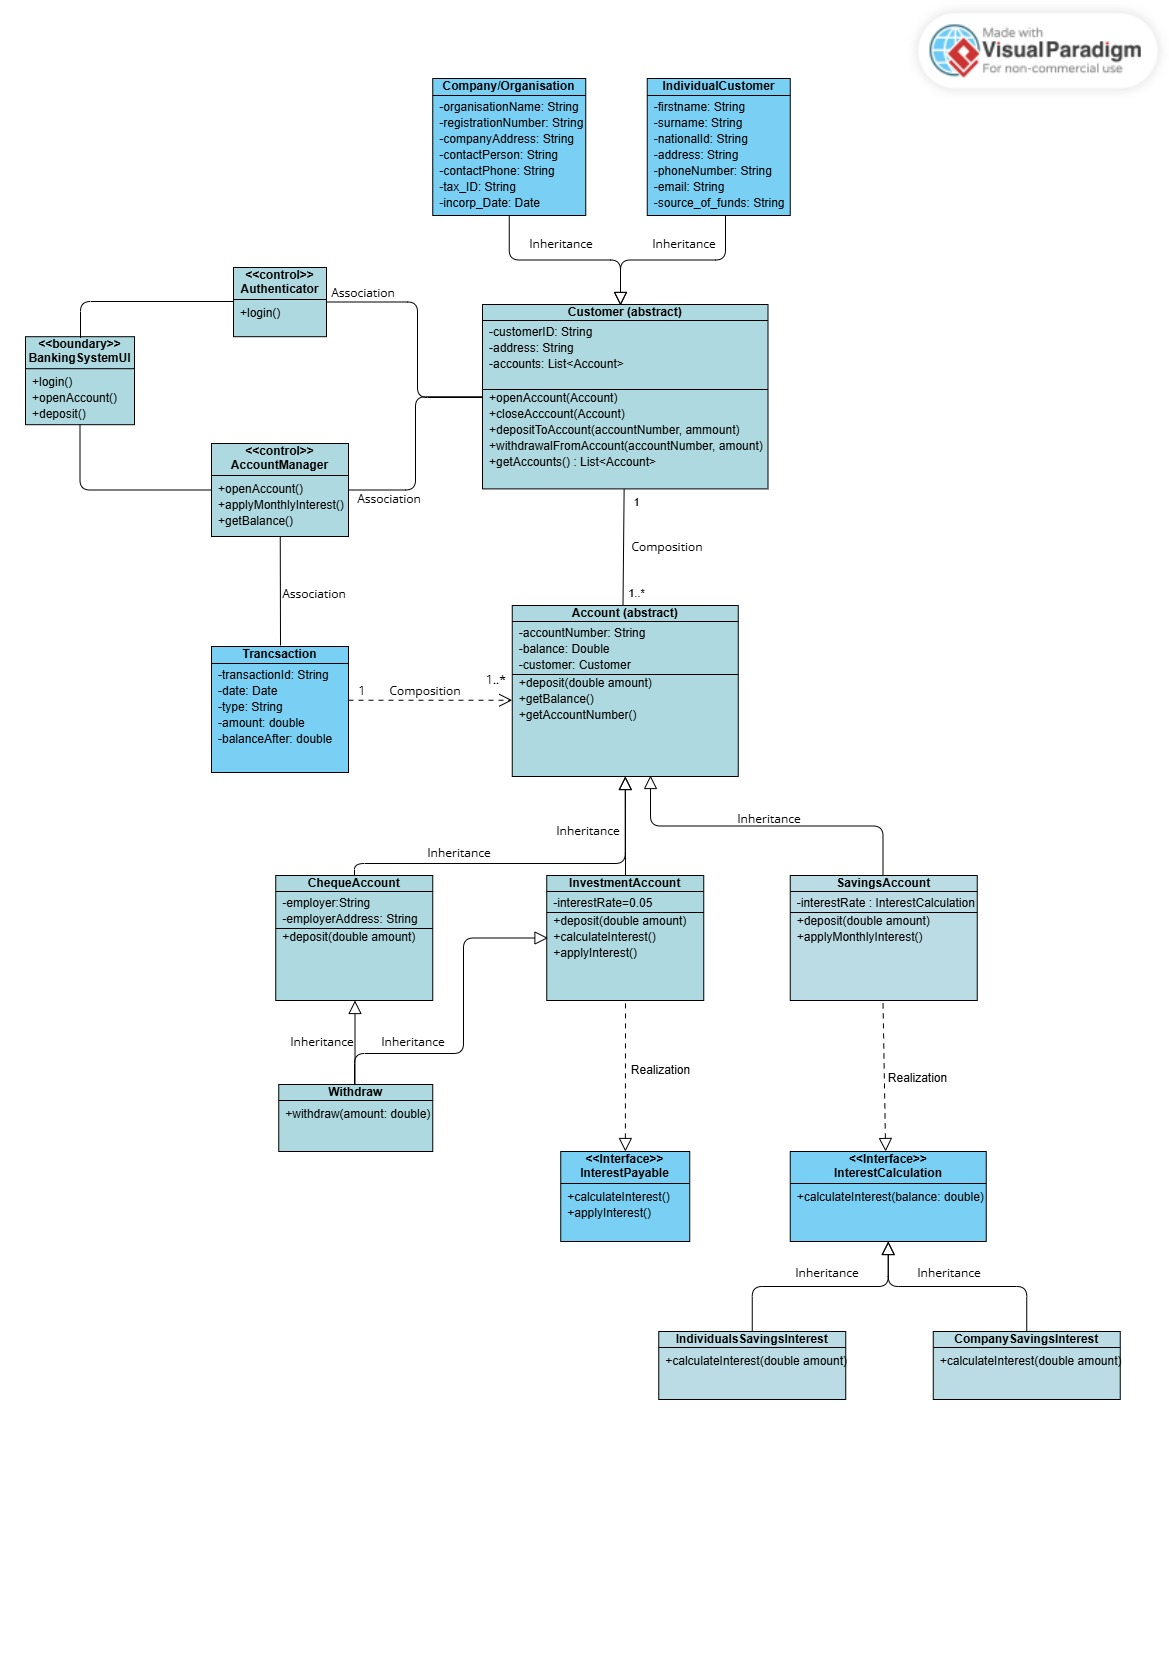 Made with
VisualParadigm
For non-commercial use
Company/Organisation
-organisationName: String
-registrationNumber: String
-companyAddress: String
-contactPerson: String
-contactPhone: String
-tax_ID: String
-incorp_Date: Date
IndividualCustomer
-firstname: String
-surname: String
-nationalId: String
-address: String
-phoneNumber: String
-email: String
-source_of_funds: String
Inheritance
Inheritance
<<control>>
Authenticator
+login()
Association
Customer (abstract)
-customerID: String
-address: String
-accounts: List<Account>
+openAccount(Account)
+closeAcccount(Account)
+depositToAccount(accountNumber, ammount)
+withdrawalFromAccount(accountNumber, amount)
+getAccounts() : List<Account>
<<boundary>>
BankingSystemUI
+login()
+openAccount()
+deposit()
<<control>>
AccountManager
+openAccount()
+applyMonthlyInterest()
+getBalance()
Association
1
Composition
1..*
Association
Account (abstract)
-accountNumber: String
-balance: Double
-customer: Customer
+deposit(double amount)
+getBalance()
+getAccountNumber()
Trancsaction
-transactionId: String
-date: Date
-type: String
-amount: double
-balanceAfter: double
1
Composition
1..*
Inheritance
Inheritance
Inheritance
ChequeAccount
-employer:String
-employerAddress: String
+deposit(double amount)
InvestmentAccount
-interestRate=0.05
+deposit(double amount)
+calculateInterest()
+applyInterest()
SavingsAccount
-interestRate : InterestCalculation
+deposit(double amount)
+applyMonthlyInterest()
Inheritance
Inheritance
Realization
Realization
Withdraw
+withdraw(amount: double)
<<Interface>>
InterestPayable
+calculateInterest()
+applyInterest()
<<Interface>>
InterestCalculation
+calculateInterest(balance: double)
Inheritance
Inheritance
IndividualsSavingsInterest
+calculateInterest(double amount)
CompanySavingsInterest
+calculateInterest(double amount)